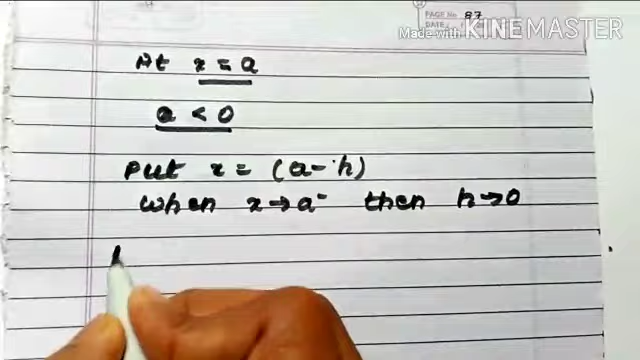 PAGE No. 87
DATE
Made with KINEMASTER
At x = a
a < 0
Put x = (a-h)
when x→a⁻ then h→0